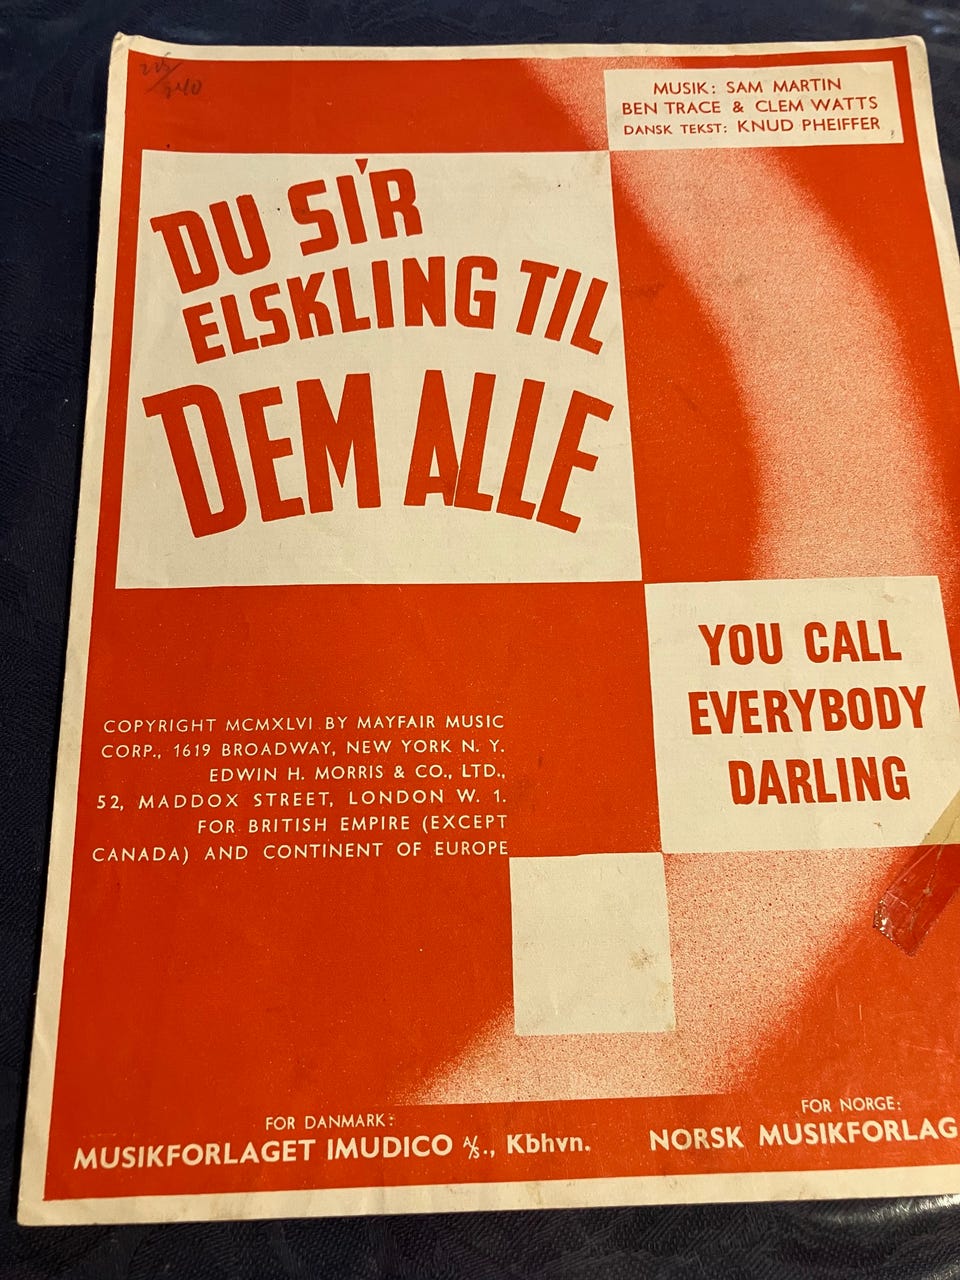 MUSIK: SAM MARTIN
BEN TRACE & CLEM WATTS
DANSK TEKST: KNUD PHEIFFER
DU SI'R
ELSKLING TIL
DEM ALLE
YOU CALL
EVERYBODY
DARLING
COPYRIGHT MCMXLVI BY MAYFAIR MUSIC
CORP., 1619 BROADWAY, NEW YORK N. Y.
EDWIN H. MORRIS & CO., LTD.,
52, MADDOX STREET, LONDON W. 1.
FOR BRITISH EMPIRE (EXCEPT
CANADA) AND CONTINENT OF EUROPE
FOR DANMARK:
MUSIKFORLAGET IMUDICO A/S., Kbhvn.
FOR NORGE:
NORSK MUSIKFORLAG